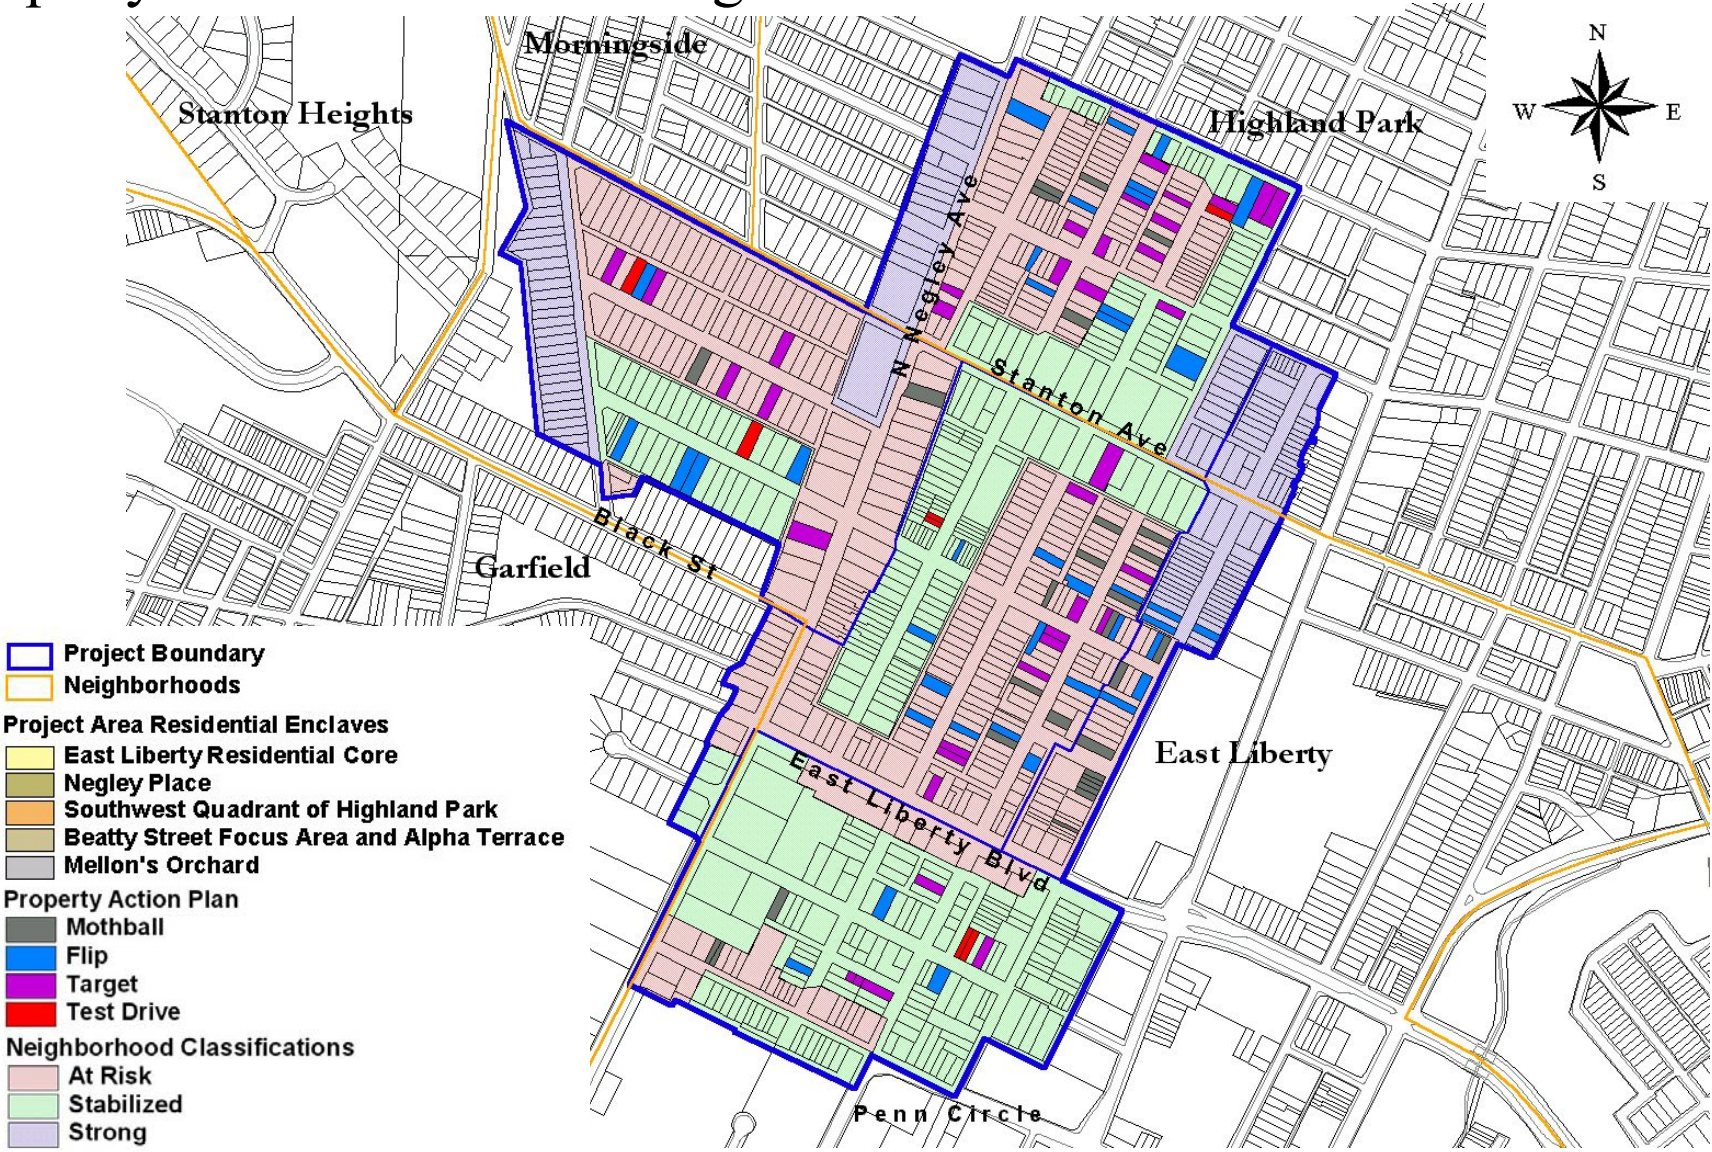 Morningside
Stanton Heights
Highland Park
N
W
E
S
N Negley Ave
Stanton Ave
Black St
Garfield
East Liberty
East Liberty Blvd
Penn Circle
Project Boundary
Neighborhoods
Project Area Residential Enclaves
East Liberty Residential Core
Negley Place
Southwest Quadrant of Highland Park
Beatty Street Focus Area and Alpha Terrace
Mellon's Orchard
Property Action Plan
Mothball
Flip
Target
Test Drive
Neighborhood Classifications
At Risk
Stabilized
Strong